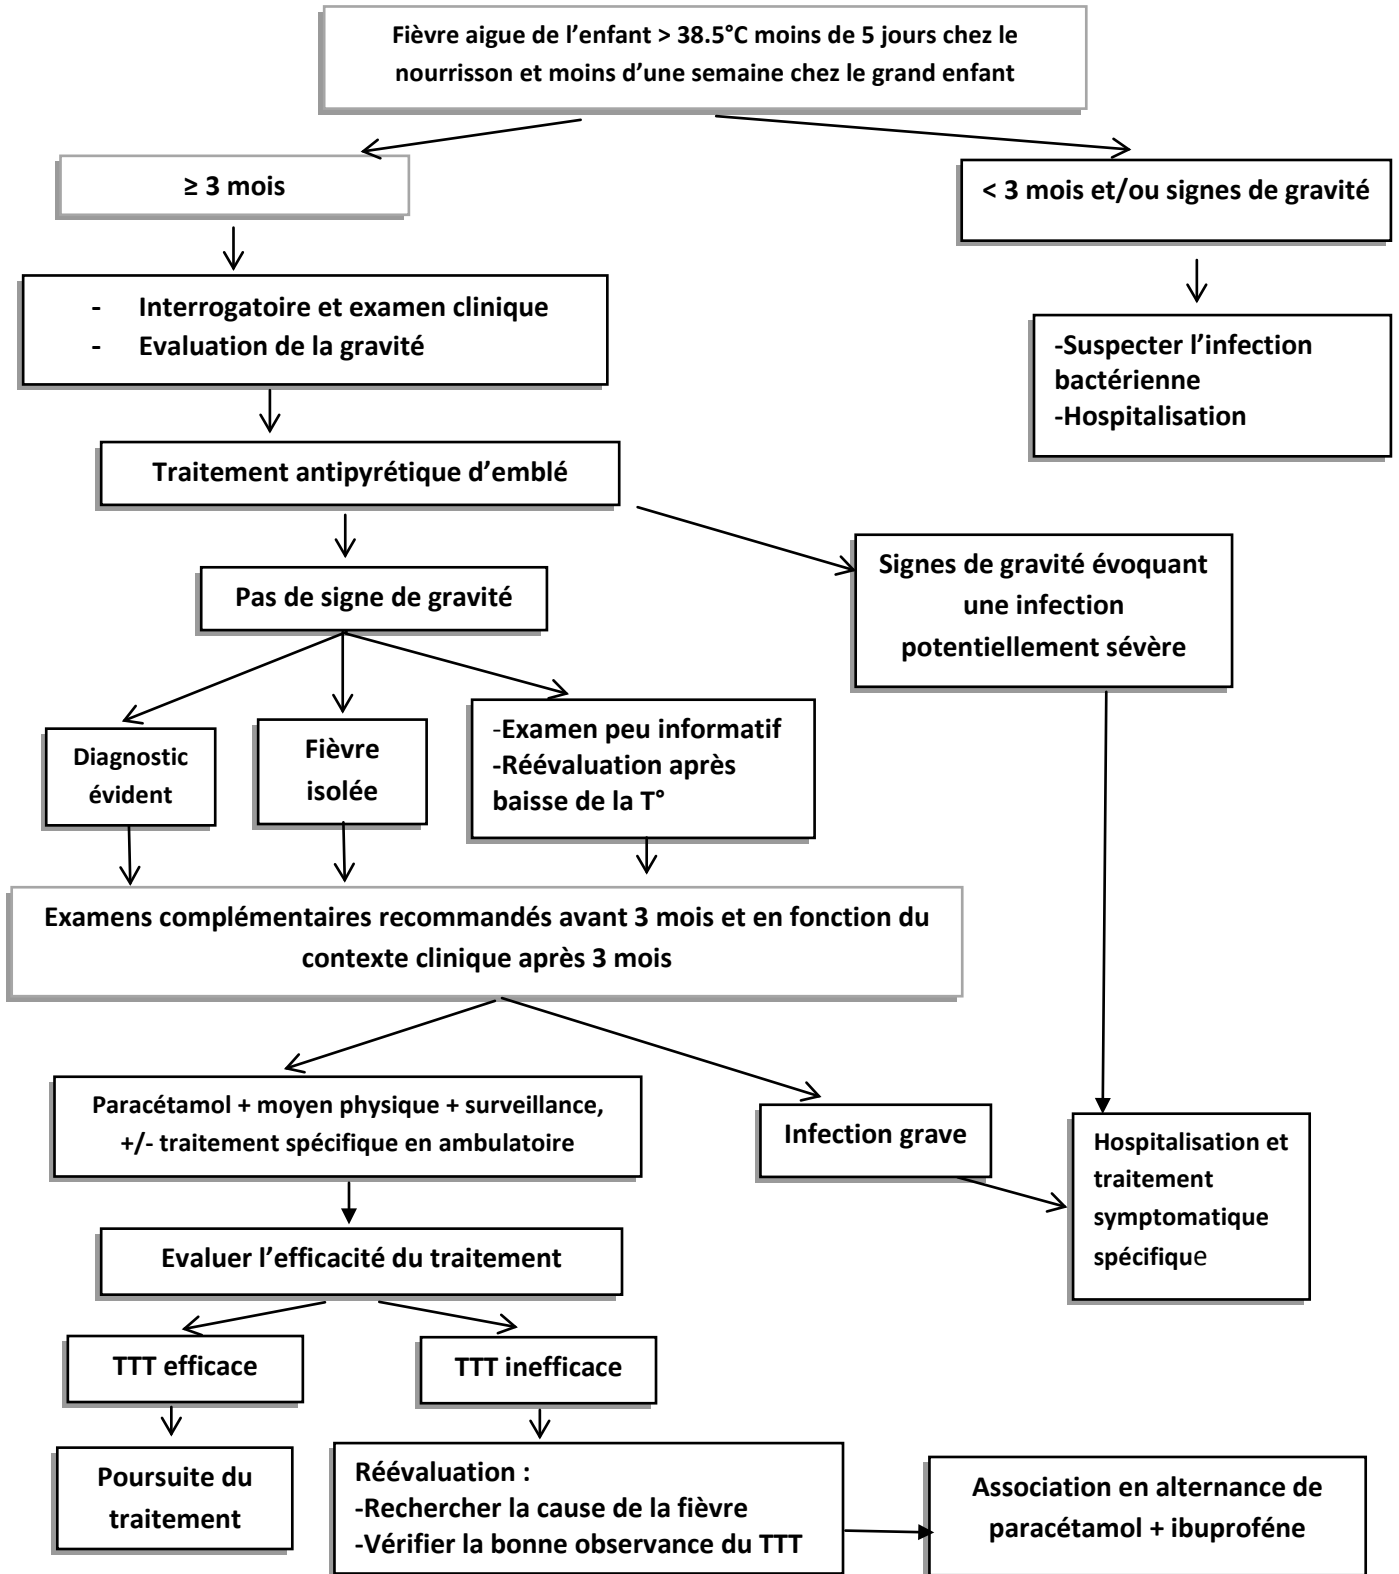 Fièvre aigue de l'enfant > 38.5°C moins de 5 jours chez le
nourrisson et moins d'une semaine chez le grand enfant
≥ 3 mois
< 3 mois et/ou signes de gravité
- Interrogatoire et examen clinique
- Evaluation de la gravité
-Suspecter l'infection
bactérienne
-Hospitalisation
Traitement antipyrétique d'emblé
Pas de signe de gravité
Signes de gravité évoquant
une infection
potentiellement sévère
Diagnostic
évident
Fièvre
isolée
-Examen peu informatif
-Réévaluation après
baisse de la T°
Examens complémentaires recommandés avant 3 mois et en fonction du
contexte clinique après 3 mois
Paracétamol + moyen physique + surveillance,
+/- traitement spécifique en ambulatoire
Infection grave
Hospitalisation et
traitement
symptomatique
spécifique
Evaluer l'efficacité du traitement
TTT efficace
TTT inefficace
Poursuite du
traitement
Réévaluation :
-Rechercher la cause de la fièvre
-Vérifier la bonne observance du TTT
Association en alternance de
paracétamol + ibuproféne